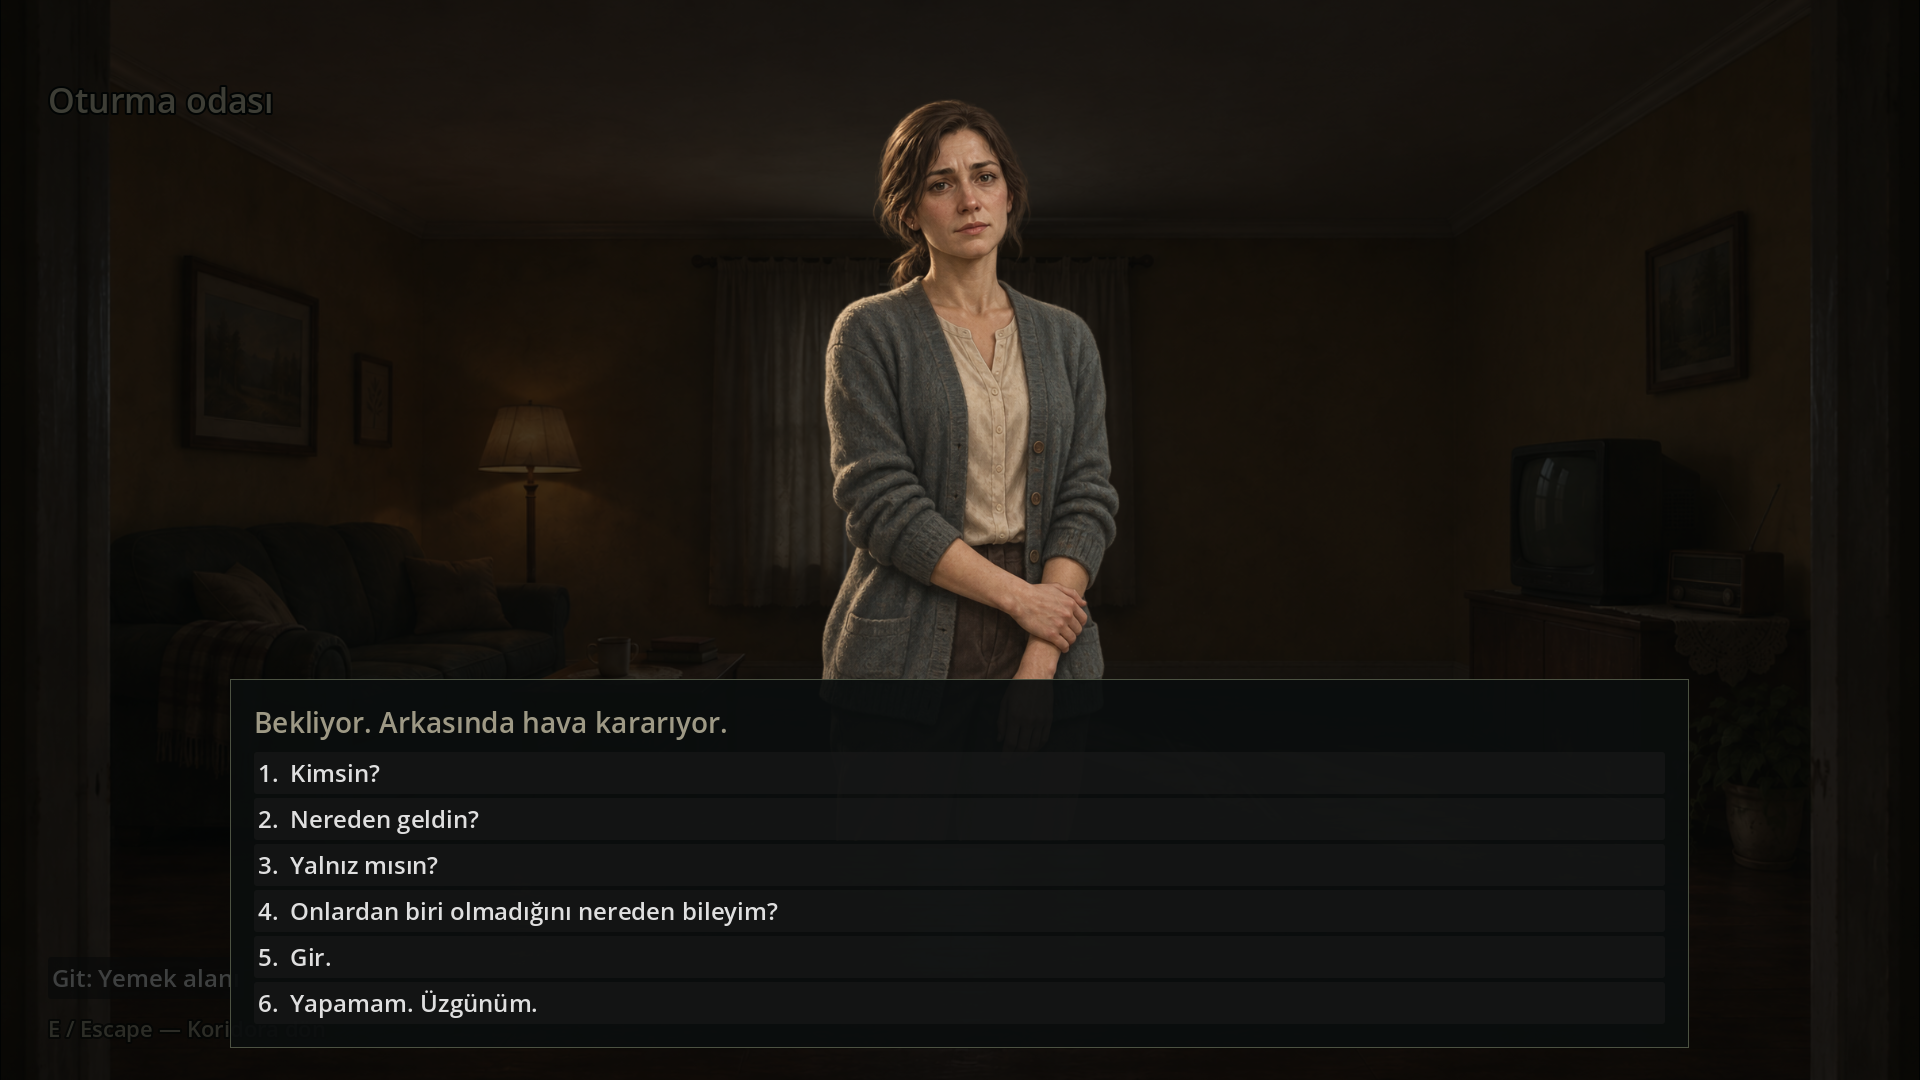 Oturma odası
Bekliyor. Arkasında hava kararıyor.
1. Kimsin?
2. Nereden geldin?
3. Yalnız mısın?
4. Onlardan biri olmadığını nereden bileyim?
5. Gir.
6. Yapamam. Üzgünüm.
Git: Yemek alan
E / Escape — Kori